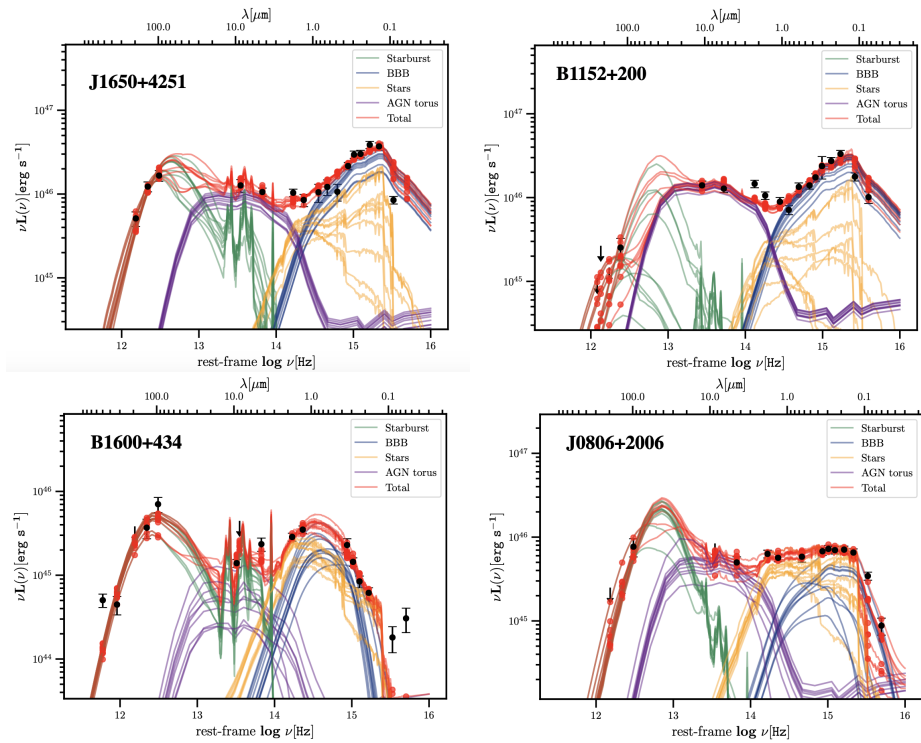 λ[μm]
100.0 10.0 1.0 0.1
J1650+4251
Starburst
BBB
Stars
AGN torus
Total
10^47
10^46
10^45
νL(ν)[erg s^−1]
12 13 14 15 16
rest-frame log ν[Hz]
λ[μm]
100.0 10.0 1.0 0.1
B1152+200
Starburst
BBB
Stars
AGN torus
Total
10^47
10^46
10^45
νL(ν)[erg s^−1]
12 13 14 15 16
rest-frame log ν[Hz]
λ[μm]
100.0 10.0 1.0 0.1
B1600+434
Starburst
BBB
Stars
AGN torus
Total
10^46
10^45
10^44
νL(ν)[erg s^−1]
12 13 14 15 16
rest-frame log ν[Hz]
λ[μm]
100.0 10.0 1.0 0.1
J0806+2006
Starburst
BBB
Stars
AGN torus
Total
10^47
10^46
10^45
νL(ν)[erg s^−1]
12 13 14 15 16
rest-frame log ν[Hz]